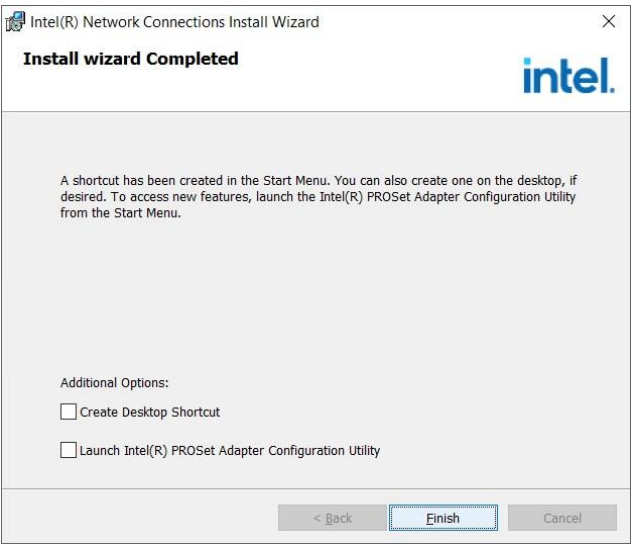 Intel(R) Network Connections Install Wizard
Install wizard Completed
intel.
A shortcut has been created in the Start Menu. You can also create one on the desktop, if
desired. To access new features, launch the Intel(R) PROSet Adapter Configuration Utility
from the Start Menu.
Additional Options:
Create Desktop Shortcut
Launch Intel(R) PROSet Adapter Configuration Utility
< Back
Finish
Cancel